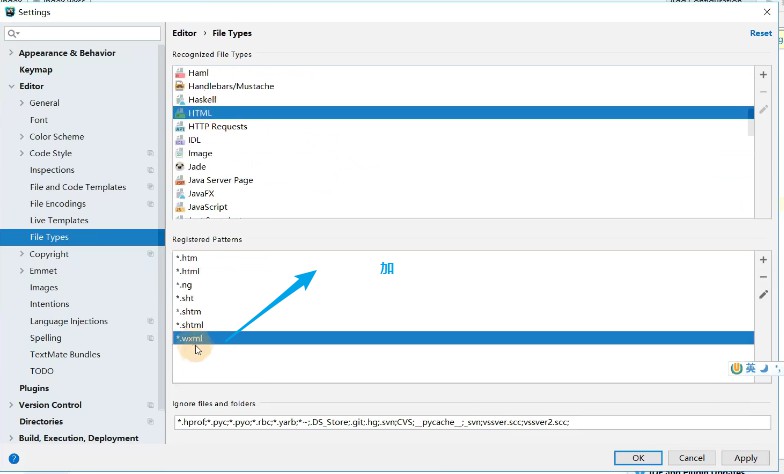 Settings
Editor › File Types
Reset
Appearance & Behavior
Keymap
Editor
General
Font
Color Scheme
Code Style
Inspections
File and Code Templates
File Encodings
Live Templates
File Types
Copyright
Emmet
Images
Intentions
Language Injections
Spelling
TextMate Bundles
TODO
Plugins
Version Control
Directories
Build, Execution, Deployment
Recognized File Types
Haml
Handlebars/Mustache
Haskell
HTML
HTTP Requests
IDL
Image
Jade
Java Server Page
JavaFX
JavaScript
Registered Patterns
*.htm
*.html
*.ng
*.sht
*.shtm
*.shtml
*.wxml
加
英
Ignore files and folders
*.hprof;*.pyc;*.pyo;*.rbc;*.yarb;*~;.DS_Store;.git;.hg;.svn;CVS;__pycache__;_svn;vssver.scc;vssver2.scc;
OK
Cancel
Apply